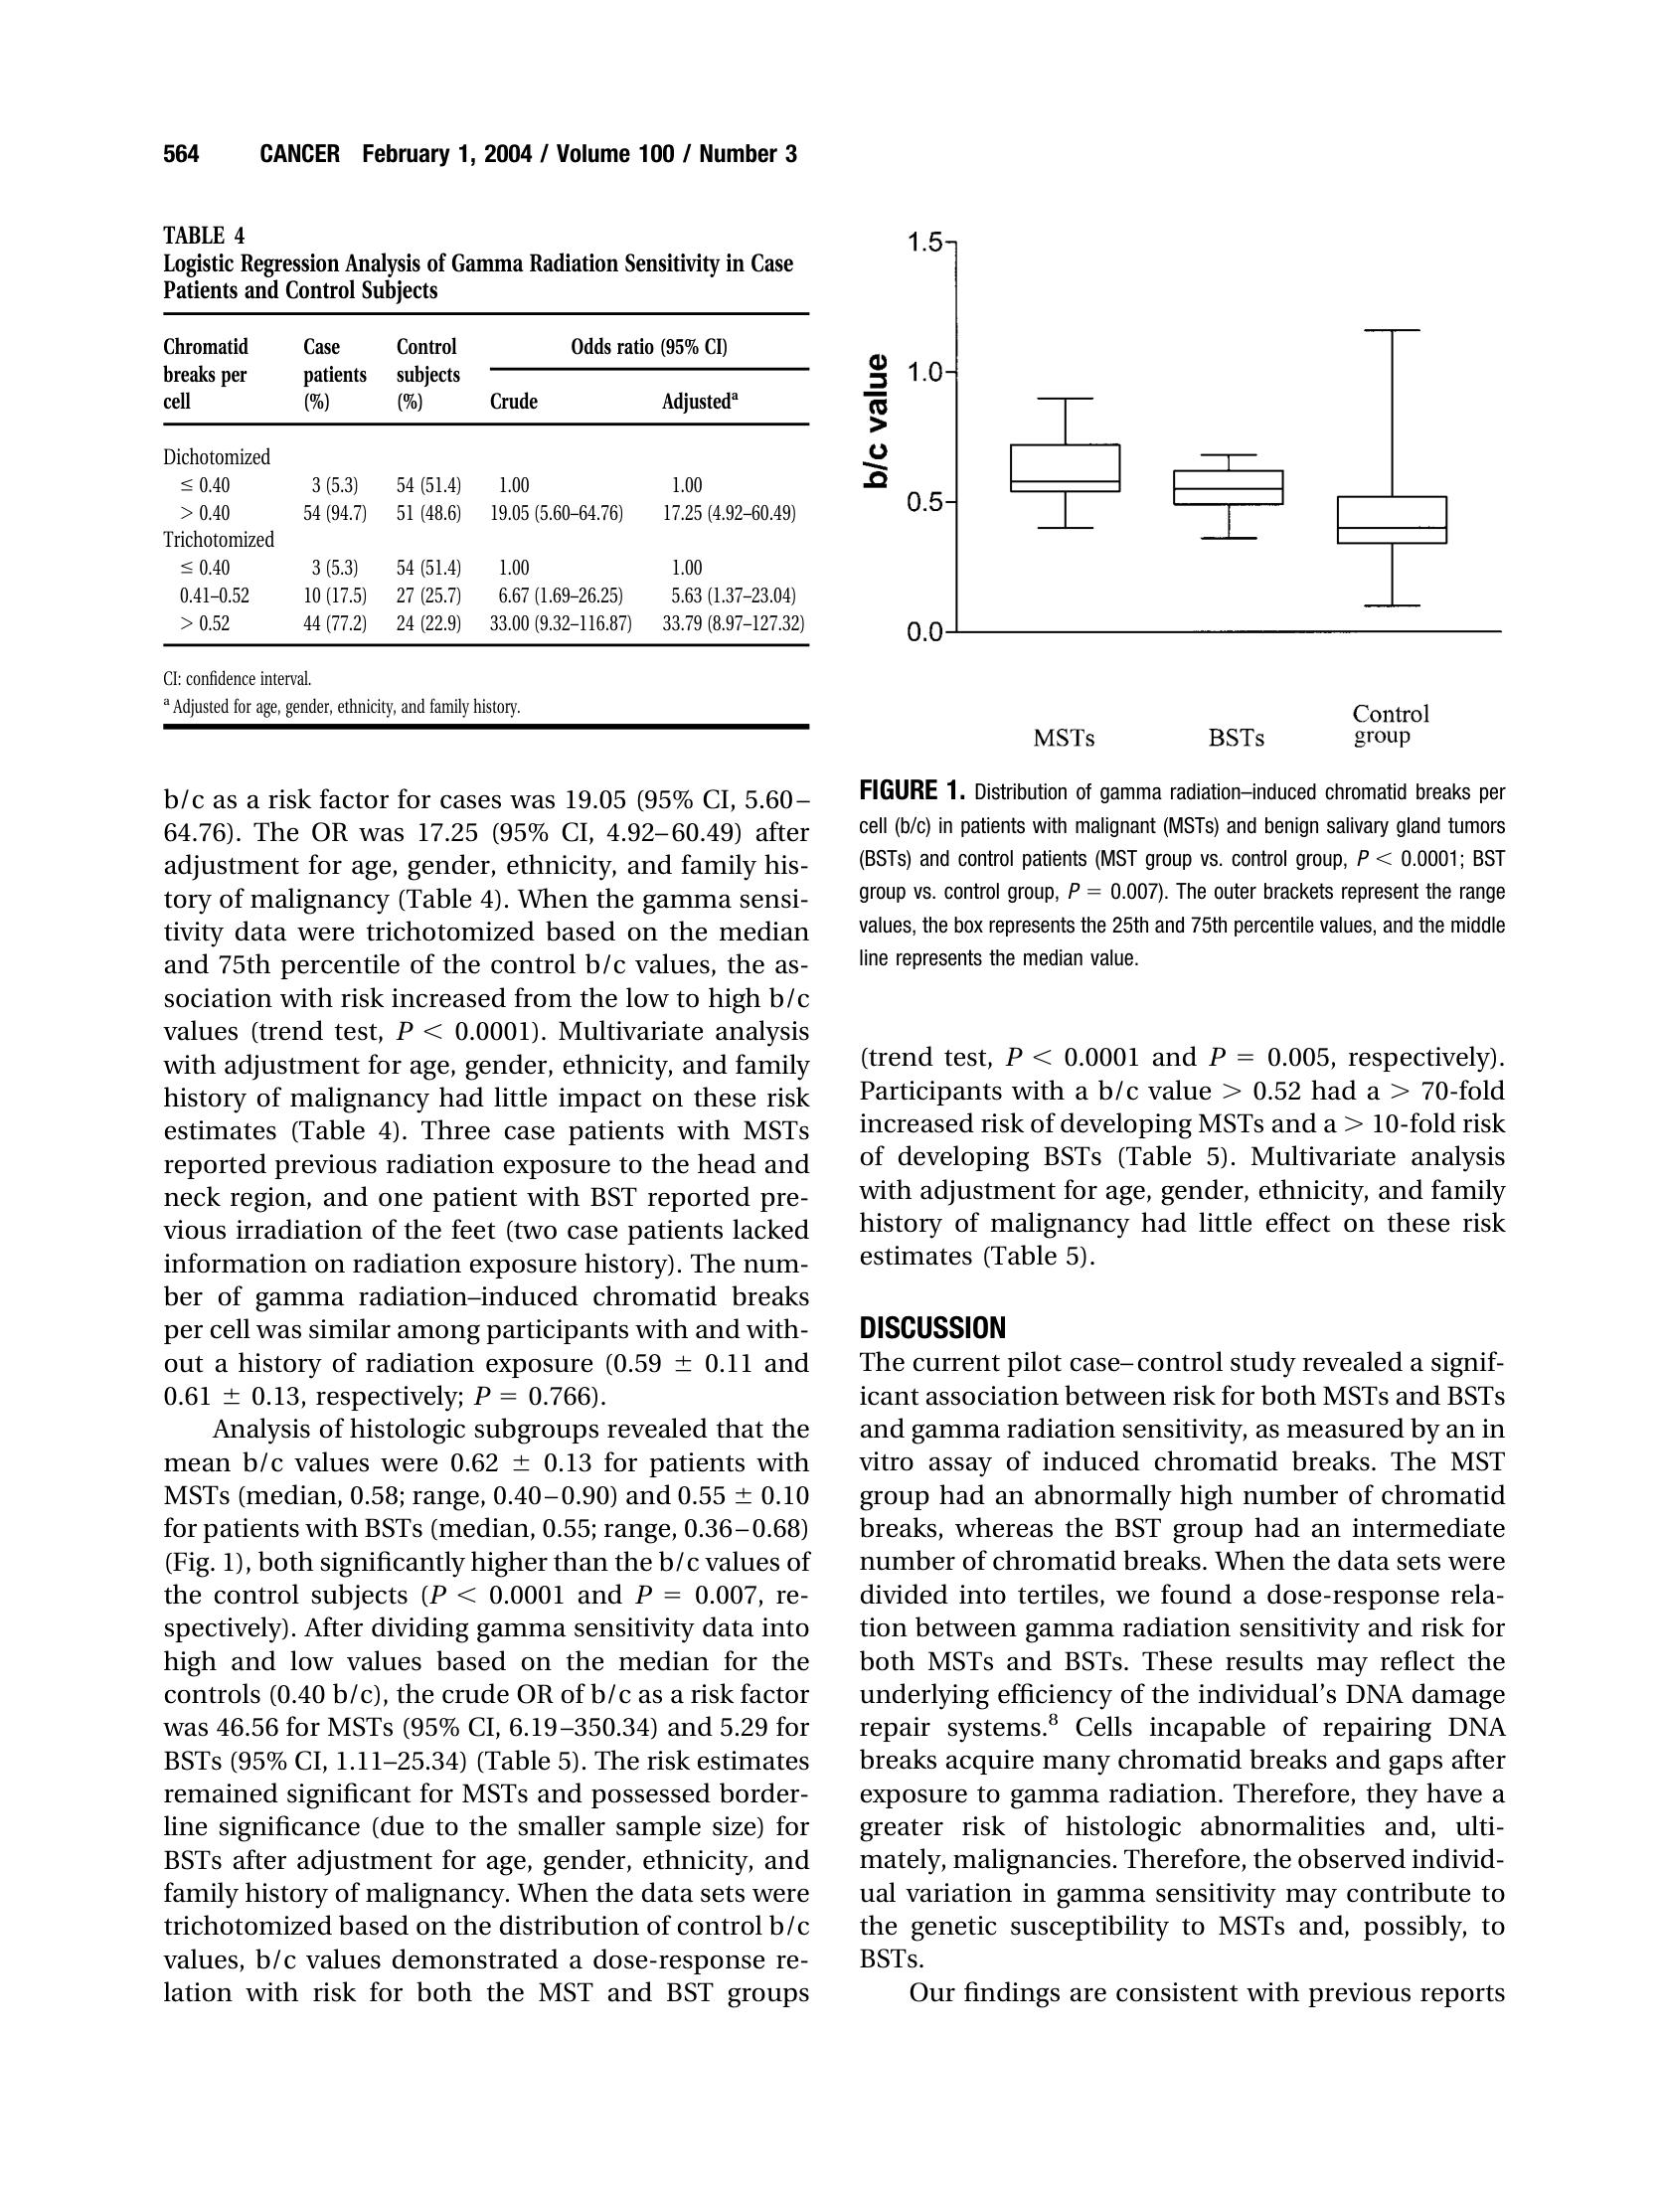 564 CANCER February 1, 2004 / Volume 100 / Number 3
TABLE 4
Logistic Regression Analysis of Gamma Radiation Sensitivity in Case
Patients and Control Subjects
Chromatid Case Control Odds ratio (95% CI)
breaks per patients subjects
cell (%) (%) Crude Adjustedᵃ
Dichotomized
≤ 0.40 3 (5.3) 54 (51.4) 1.00 1.00
> 0.40 54 (94.7) 51 (48.6) 19.05 (5.60–64.76) 17.25 (4.92–60.49)
Trichotomized
≤ 0.40 3 (5.3) 54 (51.4) 1.00 1.00
0.41–0.52 10 (17.5) 27 (25.7) 6.67 (1.69–26.25) 5.63 (1.37–23.04)
> 0.52 44 (77.2) 24 (22.9) 33.00 (9.32–116.87) 33.79 (8.97–127.32)
CI: confidence interval.
ᵃ Adjusted for age, gender, ethnicity, and family history.
b/c as a risk factor for cases was 19.05 (95% CI, 5.60–
64.76). The OR was 17.25 (95% CI, 4.92–60.49) after
adjustment for age, gender, ethnicity, and family his-
tory of malignancy (Table 4). When the gamma sensi-
tivity data were trichotomized based on the median
and 75th percentile of the control b/c values, the as-
sociation with risk increased from the low to high b/c
values (trend test, P < 0.0001). Multivariate analysis
with adjustment for age, gender, ethnicity, and family
history of malignancy had little impact on these risk
estimates (Table 4). Three case patients with MSTs
reported previous radiation exposure to the head and
neck region, and one patient with BST reported pre-
vious irradiation of the feet (two case patients lacked
information on radiation exposure history). The num-
ber of gamma radiation–induced chromatid breaks
per cell was similar among participants with and with-
out a history of radiation exposure (0.59 ± 0.11 and
0.61 ± 0.13, respectively; P = 0.766).
Analysis of histologic subgroups revealed that the
mean b/c values were 0.62 ± 0.13 for patients with
MSTs (median, 0.58; range, 0.40–0.90) and 0.55 ± 0.10
for patients with BSTs (median, 0.55; range, 0.36–0.68)
(Fig. 1), both significantly higher than the b/c values of
the control subjects (P < 0.0001 and P = 0.007, re-
spectively). After dividing gamma sensitivity data into
high and low values based on the median for the
controls (0.40 b/c), the crude OR of b/c as a risk factor
was 46.56 for MSTs (95% CI, 6.19–350.34) and 5.29 for
BSTs (95% CI, 1.11–25.34) (Table 5). The risk estimates
remained significant for MSTs and possessed border-
line significance (due to the smaller sample size) for
BSTs after adjustment for age, gender, ethnicity, and
family history of malignancy. When the data sets were
trichotomized based on the distribution of control b/c
values, b/c values demonstrated a dose-response re-
lation with risk for both the MST and BST groups
1.5
1.0
0.5
0.0
b/c value
MSTs BSTs Control
group
FIGURE 1. Distribution of gamma radiation–induced chromatid breaks per
cell (b/c) in patients with malignant (MSTs) and benign salivary gland tumors
(BSTs) and control patients (MST group vs. control group, P < 0.0001; BST
group vs. control group, P = 0.007). The outer brackets represent the range
values, the box represents the 25th and 75th percentile values, and the middle
line represents the median value.
(trend test, P < 0.0001 and P = 0.005, respectively).
Participants with a b/c value > 0.52 had a > 70-fold
increased risk of developing MSTs and a > 10-fold risk
of developing BSTs (Table 5). Multivariate analysis
with adjustment for age, gender, ethnicity, and family
history of malignancy had little effect on these risk
estimates (Table 5).
DISCUSSION
The current pilot case–control study revealed a signif-
icant association between risk for both MSTs and BSTs
and gamma radiation sensitivity, as measured by an in
vitro assay of induced chromatid breaks. The MST
group had an abnormally high number of chromatid
breaks, whereas the BST group had an intermediate
number of chromatid breaks. When the data sets were
divided into tertiles, we found a dose-response rela-
tion between gamma radiation sensitivity and risk for
both MSTs and BSTs. These results may reflect the
underlying efficiency of the individual’s DNA damage
repair systems.⁸ Cells incapable of repairing DNA
breaks acquire many chromatid breaks and gaps after
exposure to gamma radiation. Therefore, they have a
greater risk of histologic abnormalities and, ulti-
mately, malignancies. Therefore, the observed individ-
ual variation in gamma sensitivity may contribute to
the genetic susceptibility to MSTs and, possibly, to
BSTs.
Our findings are consistent with previous reports